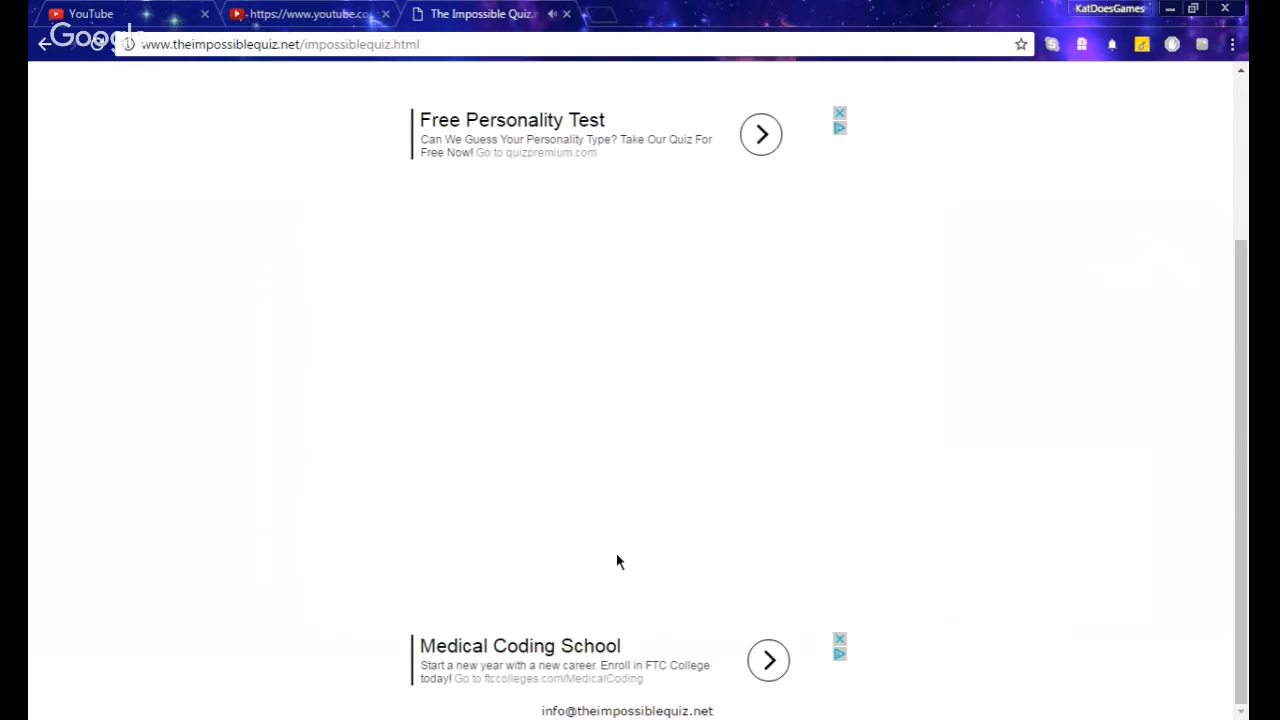 YouTube
https://www.youtube.co
The Impossible Quiz.
KatDoesGames
Google
www.theimpossiblequiz.net/impossiblequiz.html
Free Personality Test
Can We Guess Your Personality Type? Take Our Quiz For
Free Now! Go to quizpremium.com
Medical Coding School
Start a new year with a new career. Enroll in FTC College
today! Go to ftccolleges.com/MedicalCoding
info@theimpossiblequiz.net